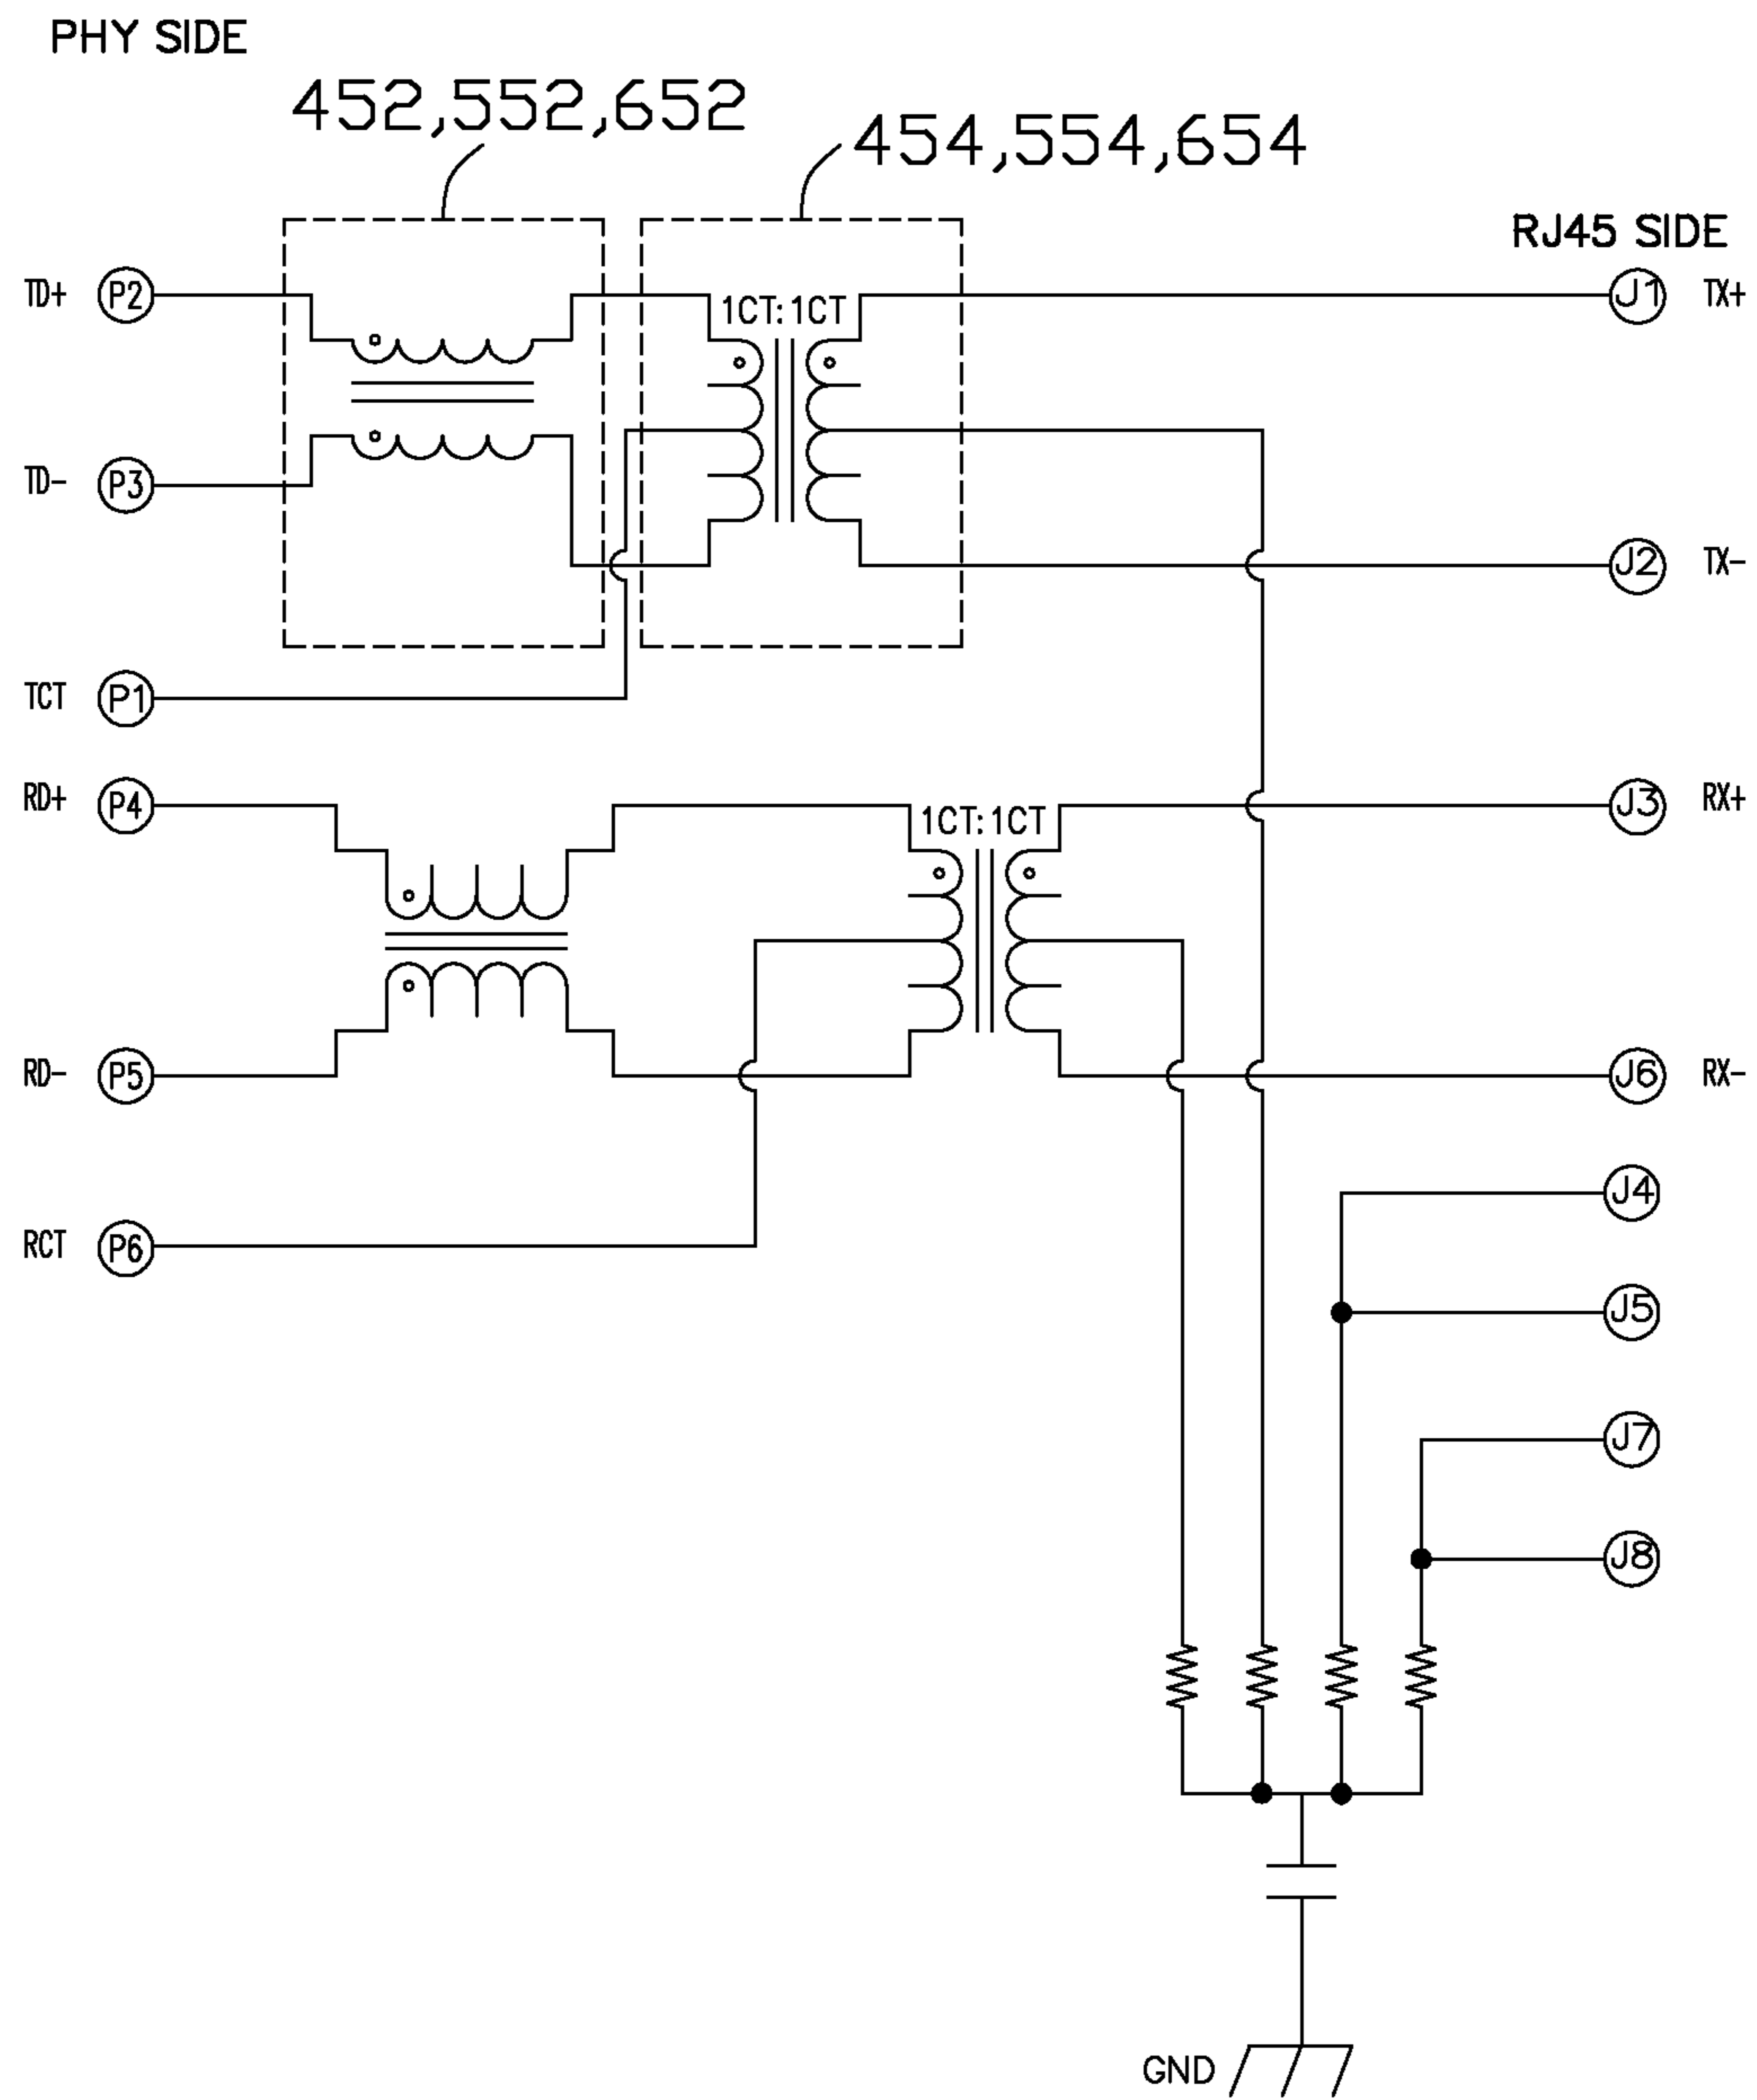 PHY SIDE
452,552,652
454,554,654
RJ45 SIDE
TD+ P2
1CT:1CT
J1 TX+
TD- P3
J2 TX-
TCT P1
RD+ P4
1CT:1CT
J3 RX+
RD- P5
J6 RX-
J4
RCT P6
J5
J7
J8
GND